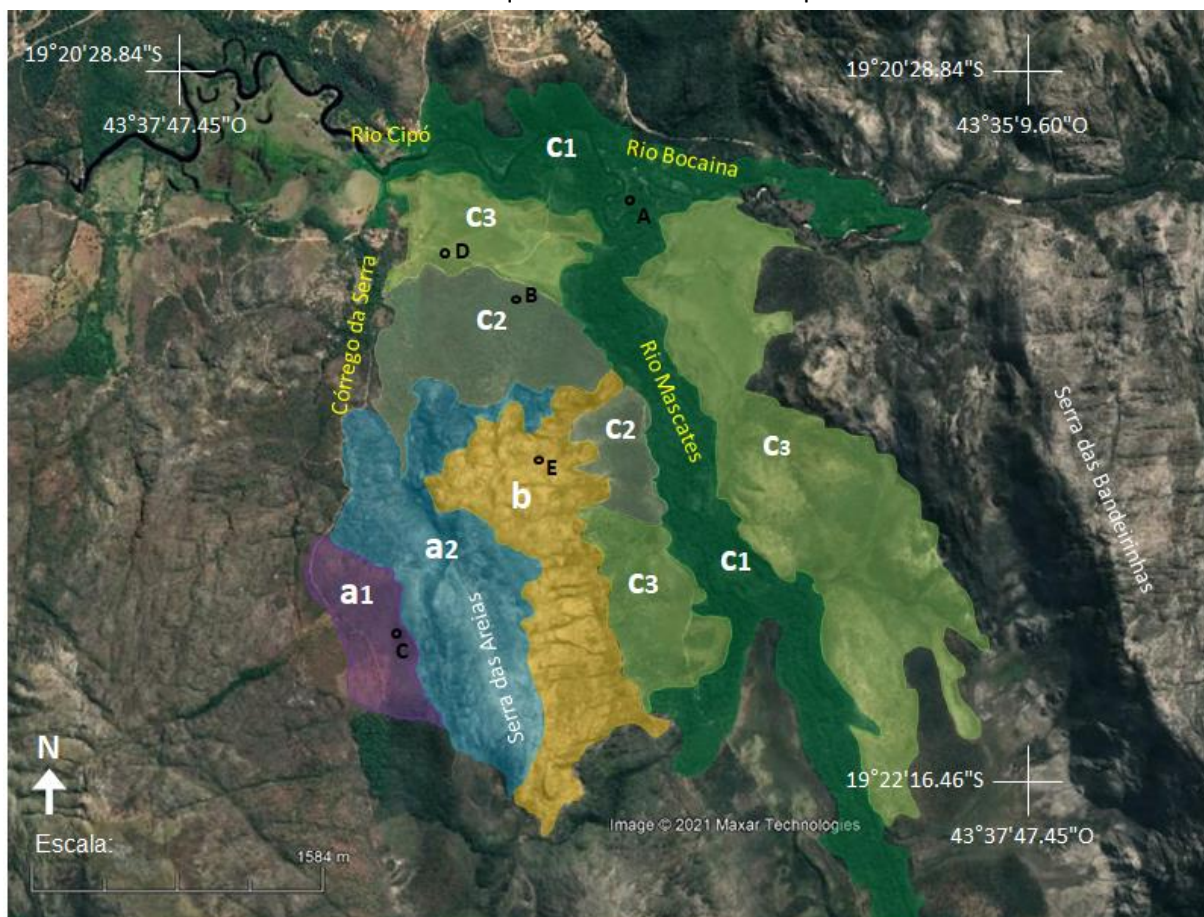 19°20'28.84"S
43°37'47.45"O
19°20'28.84"S
43°35'9.60"O
Rio Cipó
c1
Rio Bocaina
A
c3
D
B
c2
Córrego da Serra
Rio Mascates
c2
c3
Serra das Bandeirinhas
E
b
a2
c1
c3
a1
C
Serra das Areias
N
Escala:
1584 m
Image © 2021 Maxar Technologies
19°22'16.46"S
43°37'47.45"O